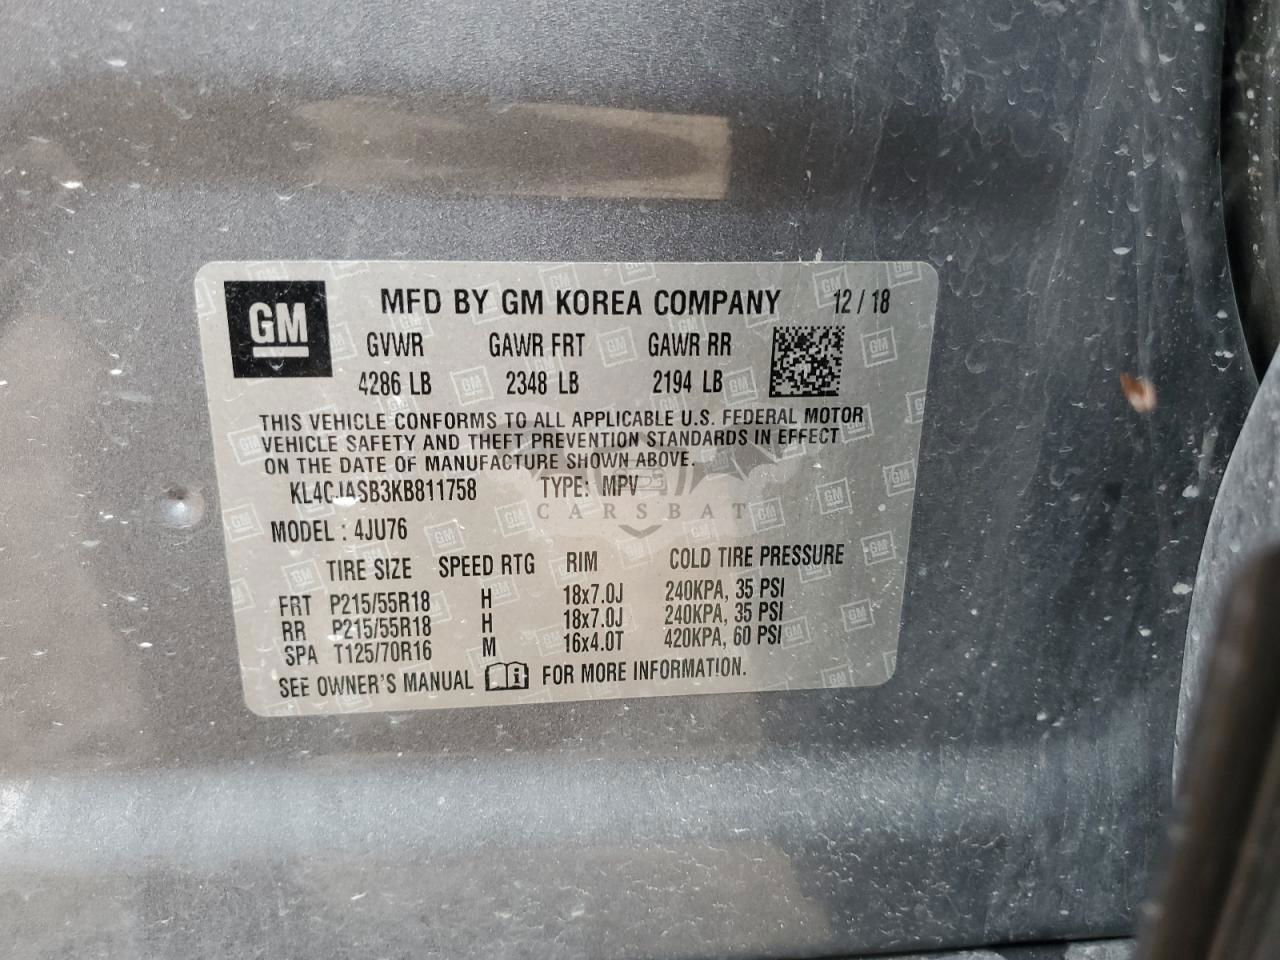 GM
MFD BY GM KOREA COMPANY 12 / 18
GVWR GAWR FRT GAWR RR
4286 LB 2348 LB 2194 LB
THIS VEHICLE CONFORMS TO ALL APPLICABLE U.S. FEDERAL MOTOR
VEHICLE SAFETY AND THEFT PREVENTION STANDARDS IN EFFECT
ON THE DATE OF MANUFACTURE SHOWN ABOVE.
KL4CJASB3KB811758 TYPE: MPV
CARSBAT
MODEL : 4JU76
TIRE SIZE SPEED RTG RIM COLD TIRE PRESSURE
FRT P215/55R18 H 18x7.0J 240KPA, 35 PSI
RR P215/55R18 H 18x7.0J 240KPA, 35 PSI
SPA T125/70R16 M 16x4.0T 420KPA, 60 PSI
SEE OWNER'S MANUAL i FOR MORE INFORMATION.